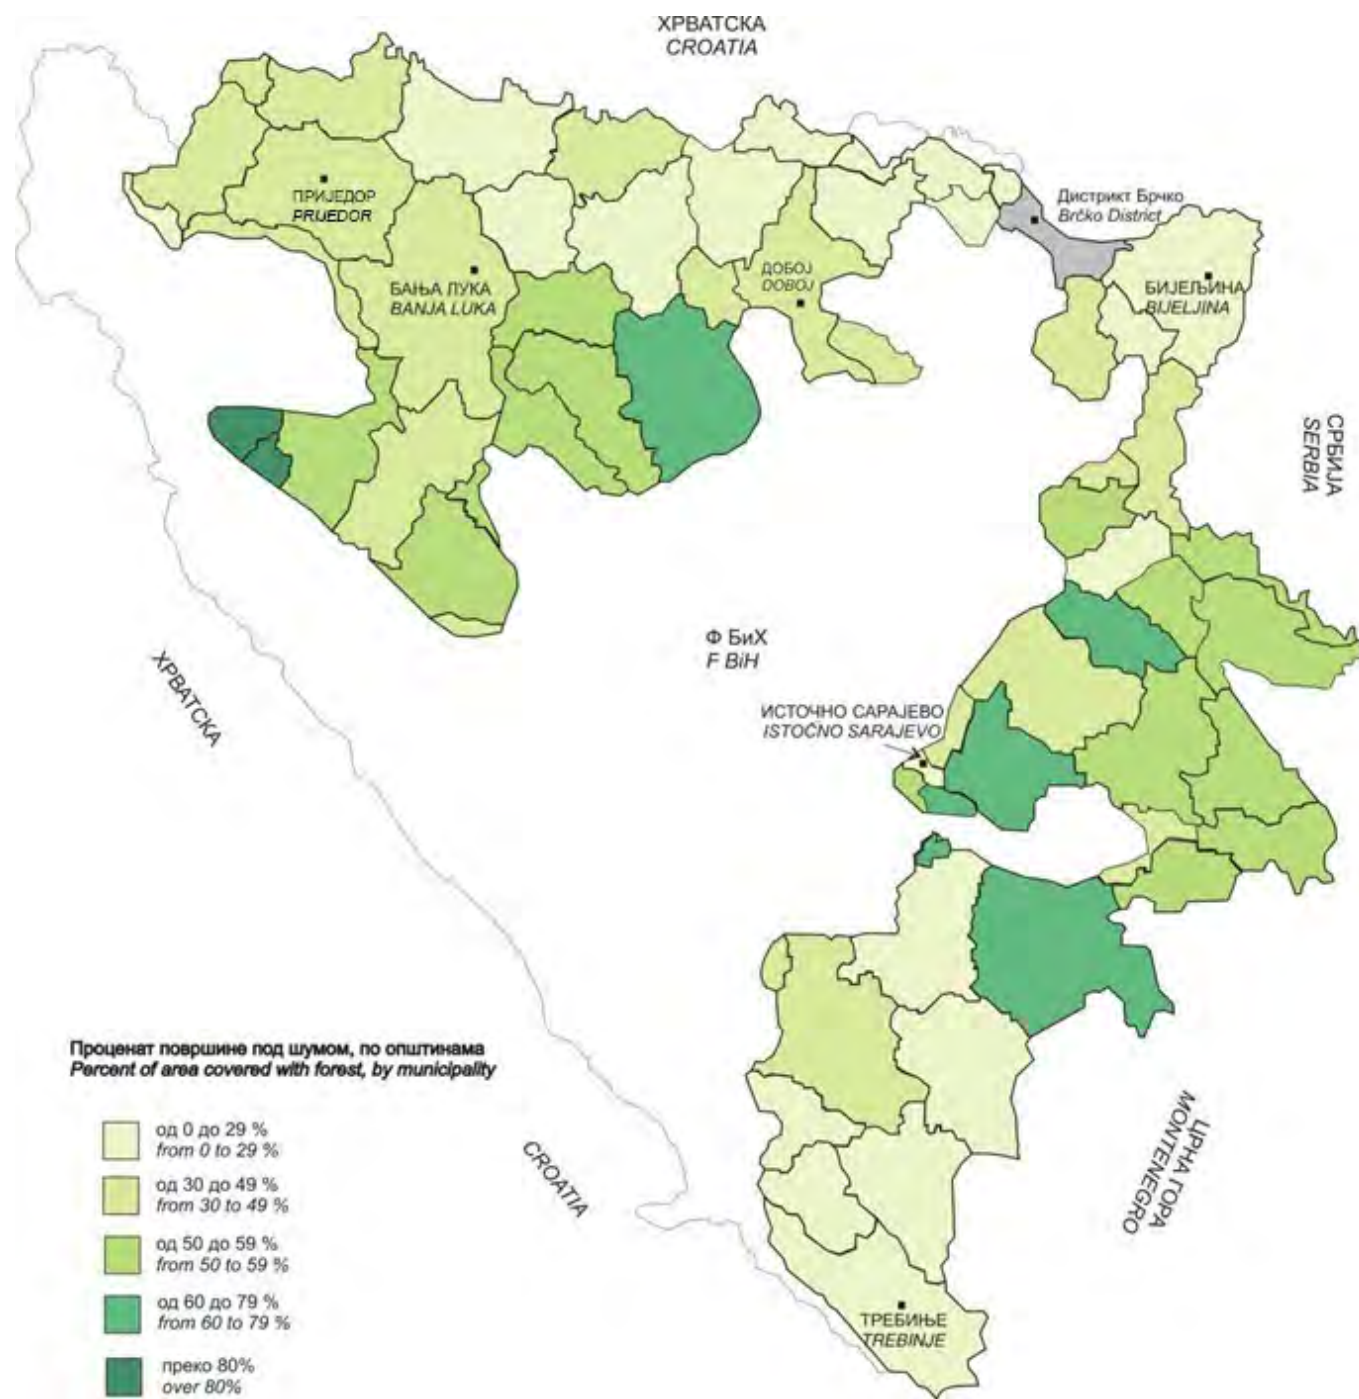 ХРВАТСКА
CROATIA
ПРИЈЕДОР
PRIJEDOR
Дистрикт Брчко
Brčko District
БАЊА ЛУКА
BANJA LUKA
ДОБОЈ
DOBOJ
БИЈЕЉИНА
BIJELJINA
СРБИЈА
SERBIA
Ф БиХ
F BiH
ХРВАТСКА
ИСТОЧНО САРАЈЕВО
ISTOČNO SARAJEVO
Проценат површине под шумом, по општинама
Percent of area covered with forest, by municipality
од 0 до 29 %
from 0 to 29 %
од 30 до 49 %
from 30 to 49 %
од 50 до 59 %
from 50 to 59 %
од 60 до 79 %
from 60 to 79 %
преко 80%
over 80%
CROATIA
ЦРНА ГОРА
MONTENEGRO
ТРЕБИЊЕ
TREBINJE